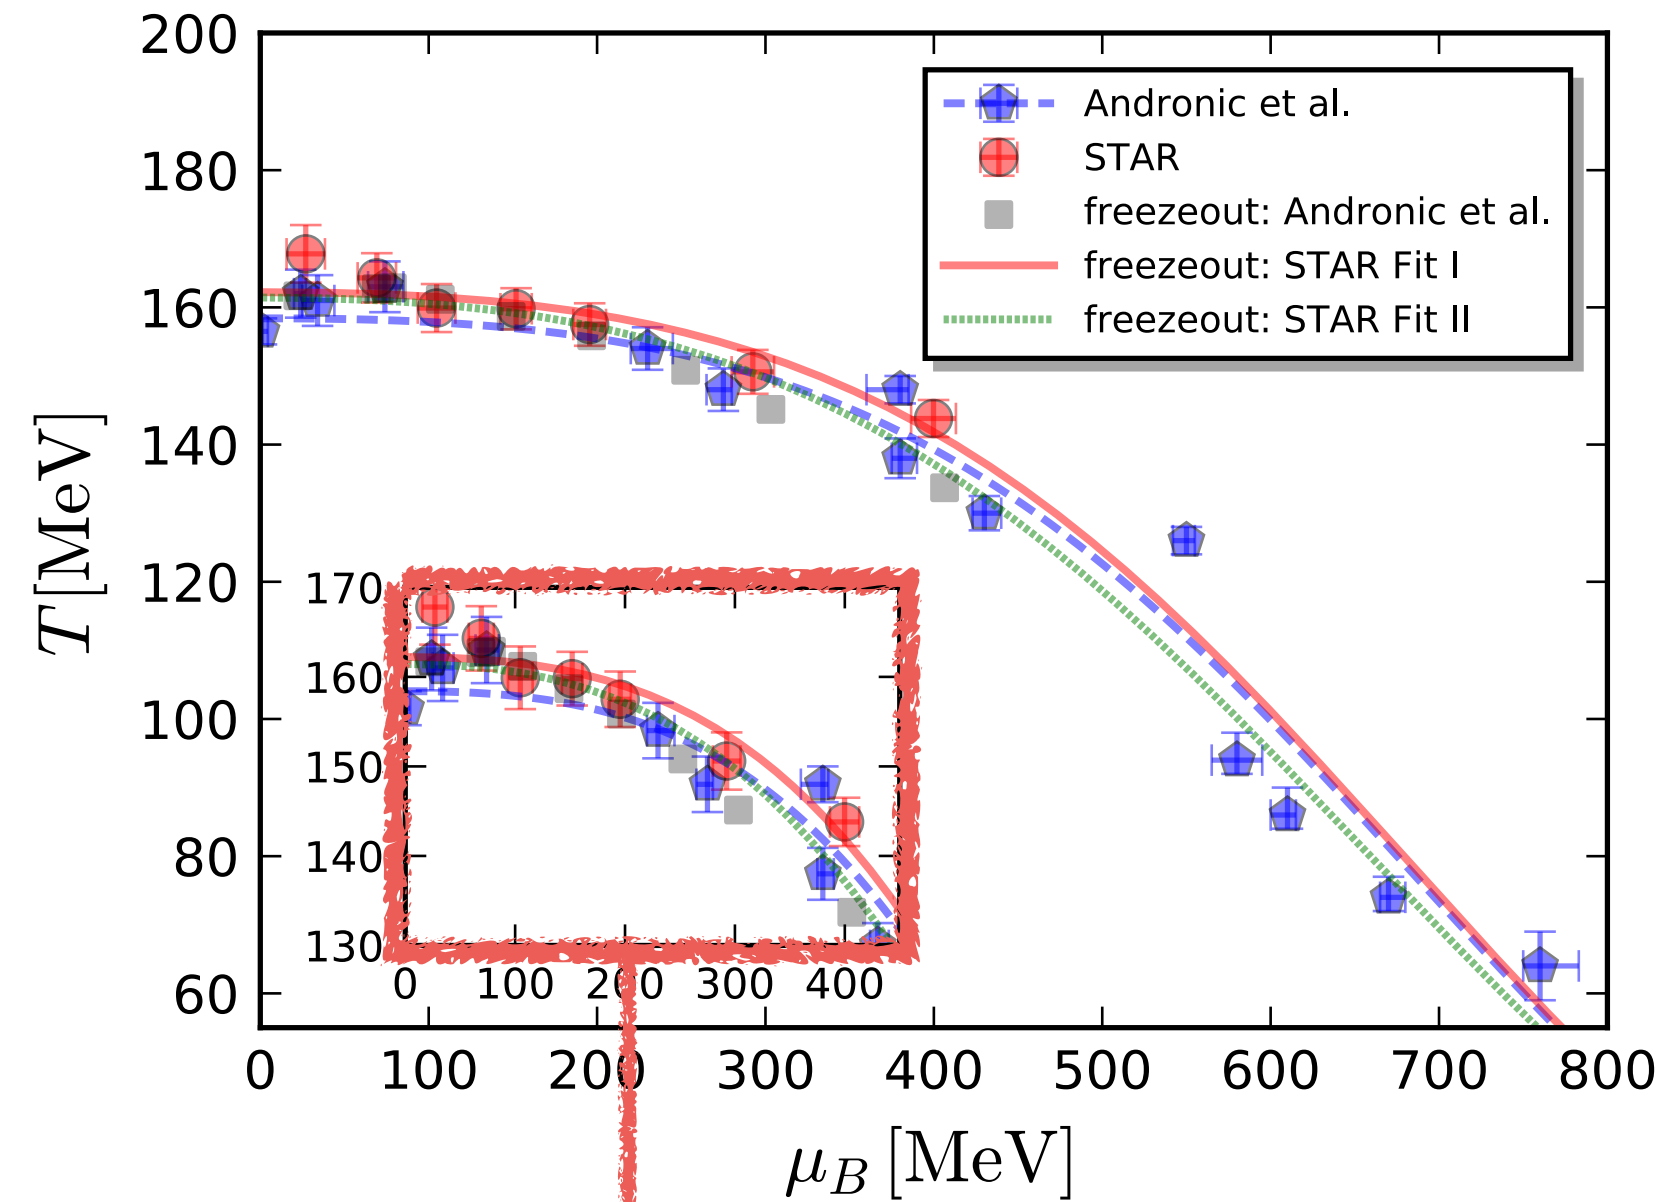 200
180
160
140
120
100
80
60
T [MeV]
Andronic et al.
STAR
freezeout: Andronic et al.
freezeout: STAR Fit I
freezeout: STAR Fit II
170
160
150
140
130
0 100 200 300 400
0 100 200 300 400 500 600 700 800
μ_B [MeV]